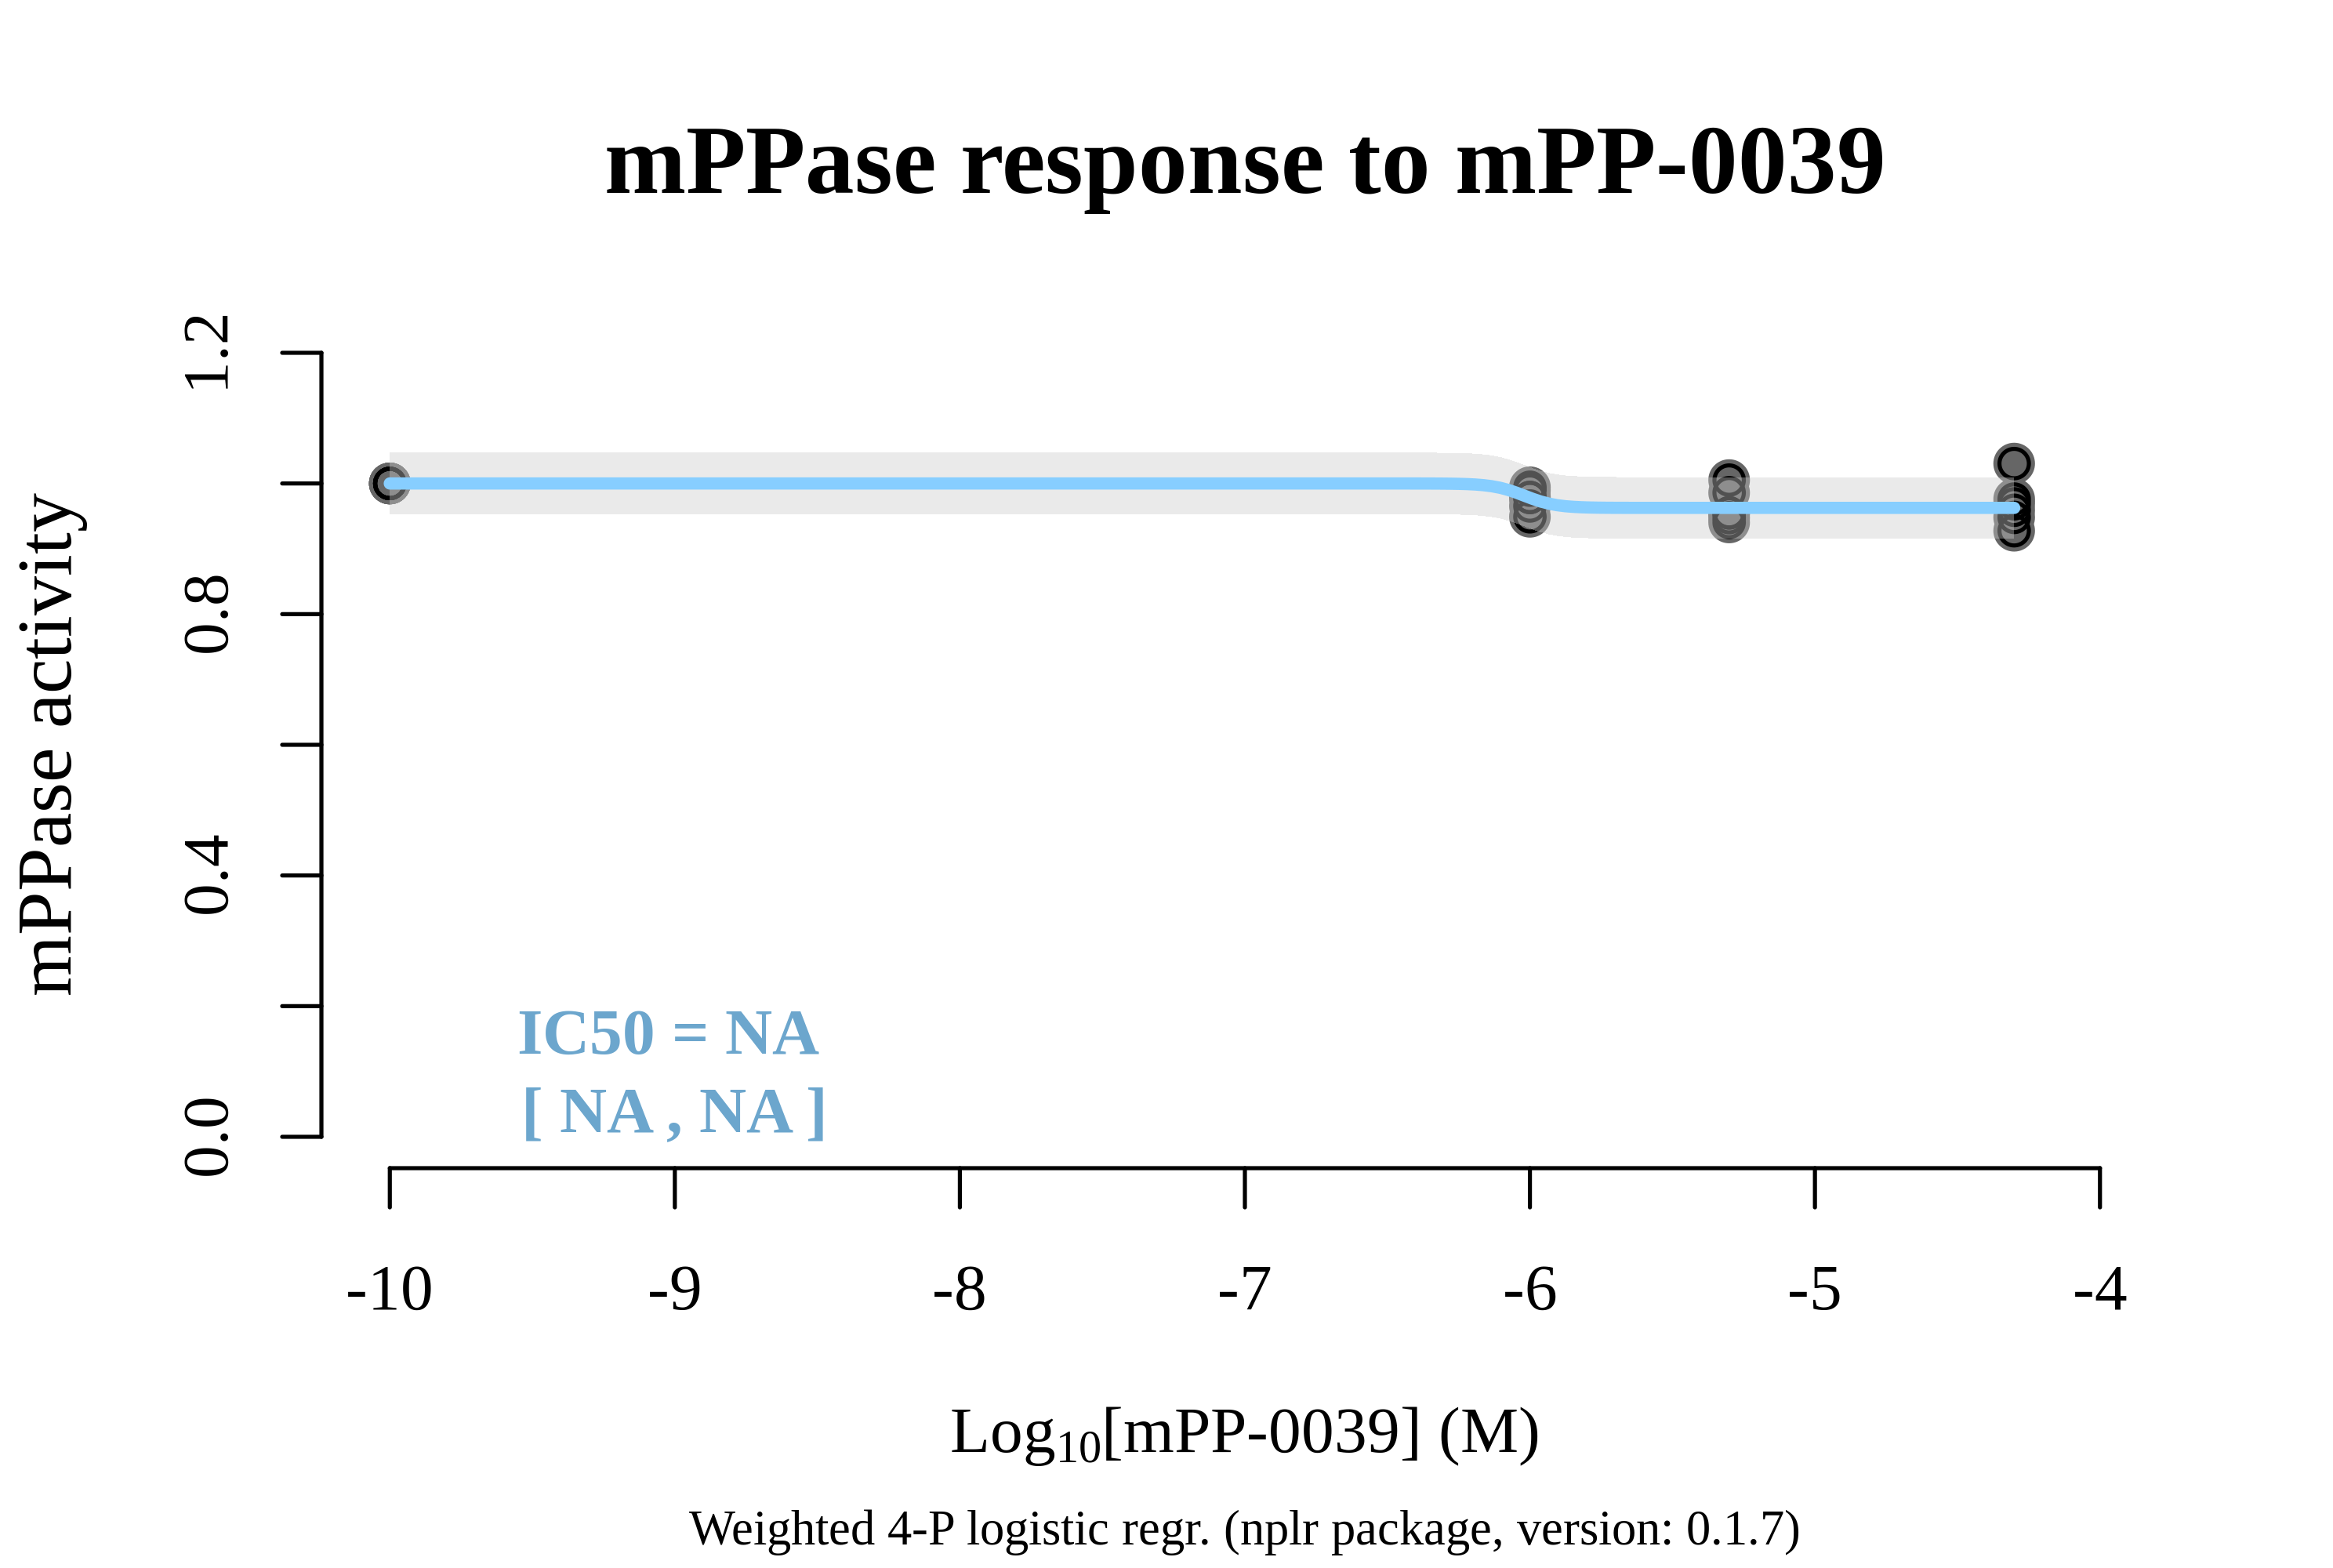 mPPase response to mPP-0039
mPPase activity
1.2
0.8
0.4
0.0
IC50 = NA
[ NA , NA ]
-10 -9 -8 -7 -6 -5 -4
Log10[mPP-0039] (M)
Weighted 4-P logistic regr. (nplr package, version: 0.1.7)